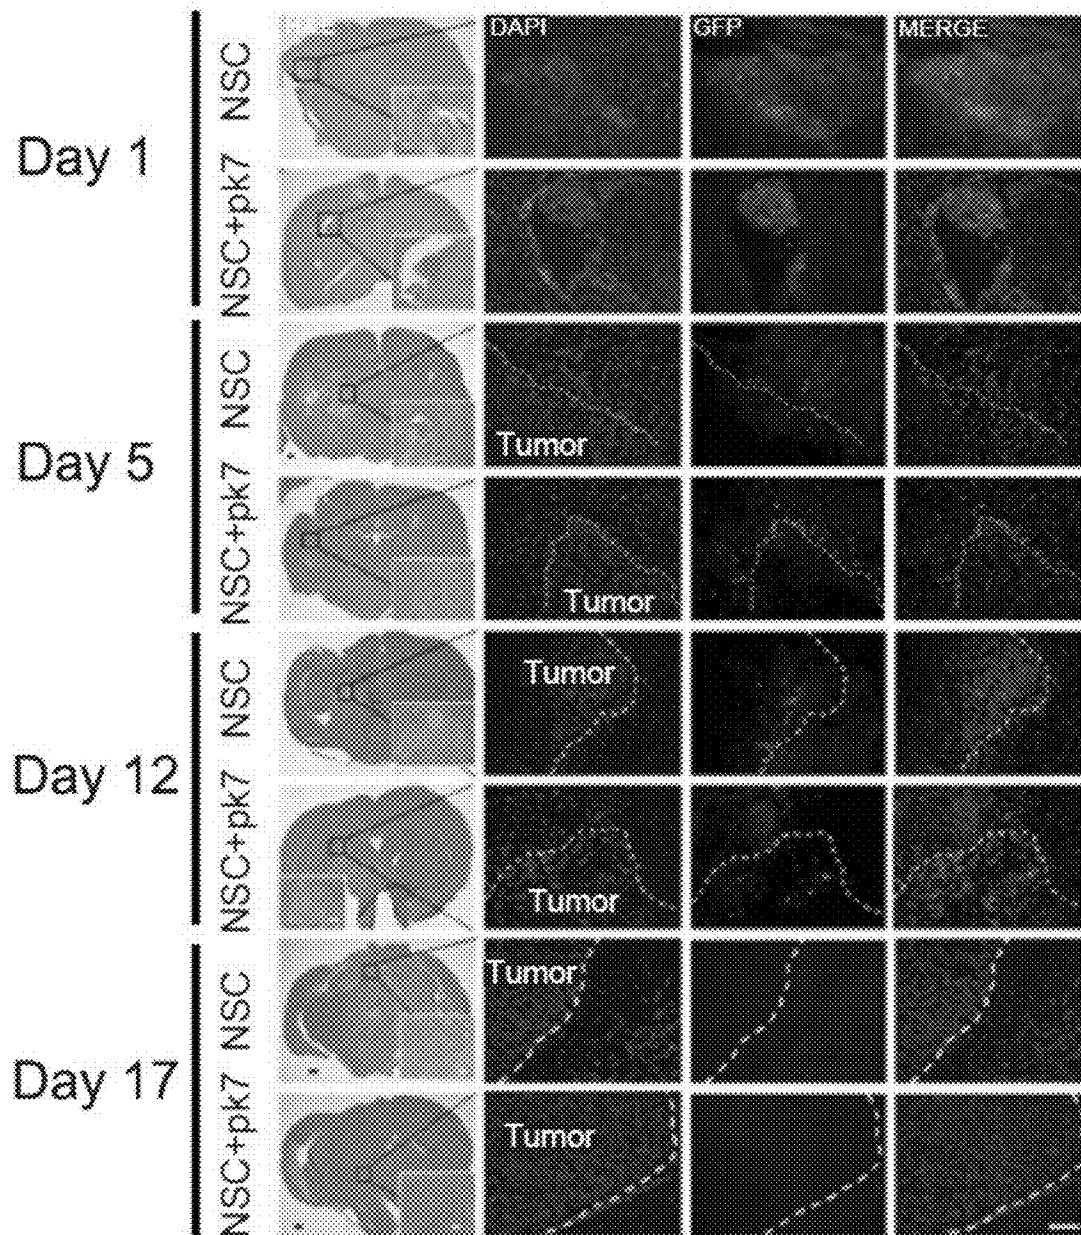 DAPI GFP MERGE
Day 1
NSC
NSC+pk7
Day 5
NSC
Tumor
NSC+pk7
Tumor
Day 12
NSC
Tumor
NSC+pk7
Tumor
Day 17
NSC
Tumor
NSC+pk7
Tumor